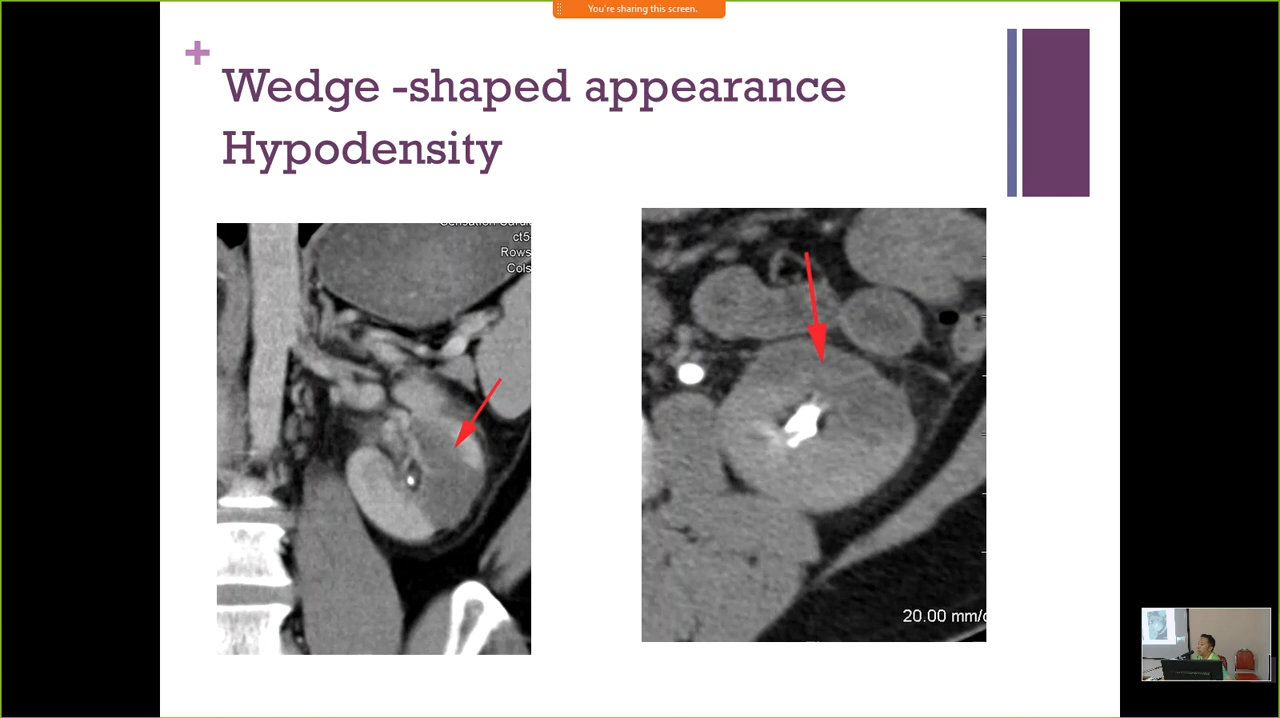 You're sharing this screen.
+
Wedge -shaped appearance
Hypodensity
ct5
Rows
Cols
20.00 mm/